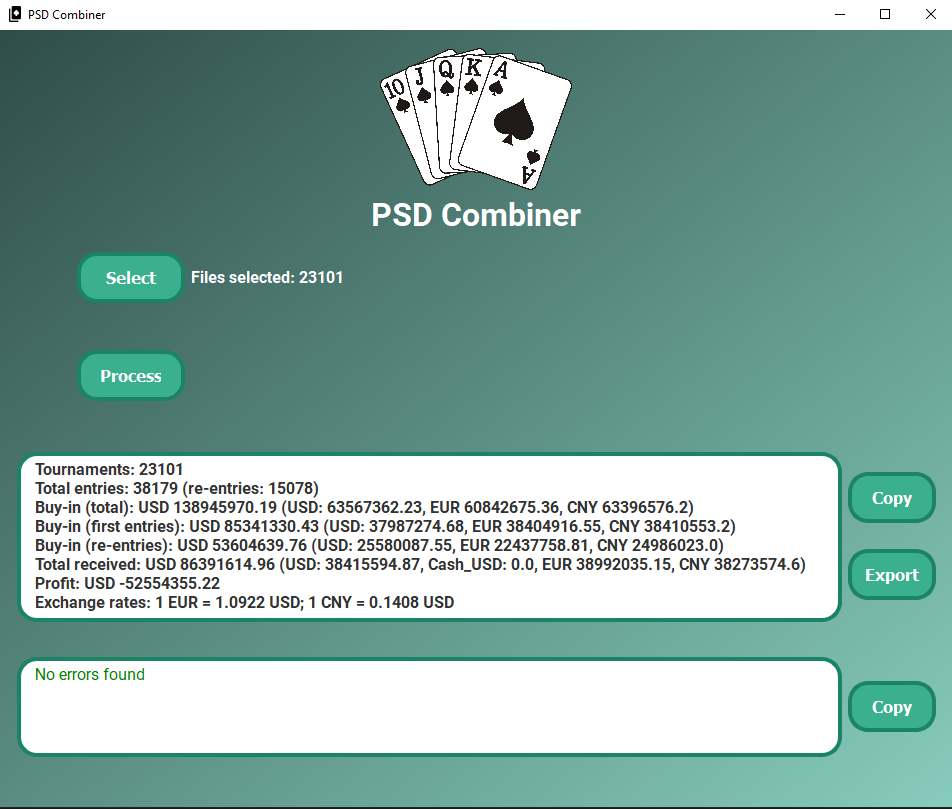 PSD Combiner
10 J Q K A
A
PSD Combiner
Select
Files selected: 23101
Process
Tournaments: 23101
Total entries: 38179 (re-entries: 15078)
Buy-in (total): USD 138945970.19 (USD: 63567362.23, EUR 60842675.36, CNY 63396576.2)
Buy-in (first entries): USD 85341330.43 (USD: 37987274.68, EUR 38404916.55, CNY 38410553.2)
Buy-in (re-entries): USD 53604639.76 (USD: 25580087.55, EUR 22437758.81, CNY 24986023.0)
Total received: USD 86391614.96 (USD: 38415594.87, Cash_USD: 0.0, EUR 38992035.15, CNY 38273574.6)
Profit: USD -52554355.22
Exchange rates: 1 EUR = 1.0922 USD; 1 CNY = 0.1408 USD
Copy
Export
No errors found
Copy